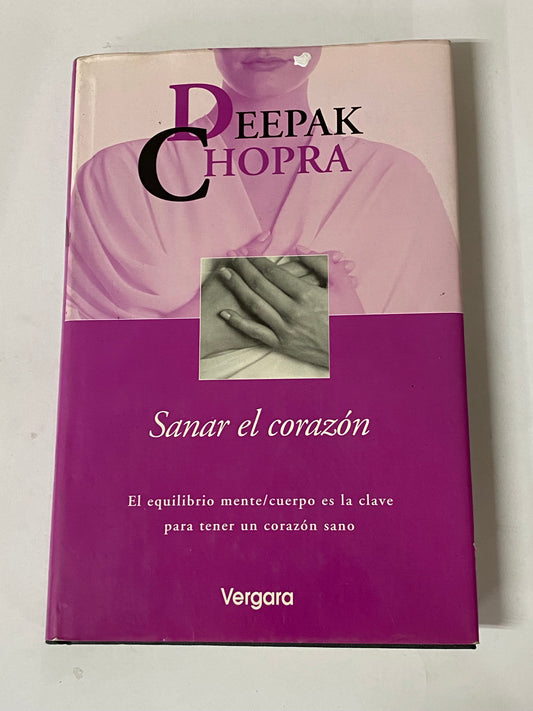 DEEPAK
CHOPRA
Sanar el corazón
El equilibrio mente/cuerpo es la clave
para tener un corazón sano
Vergara